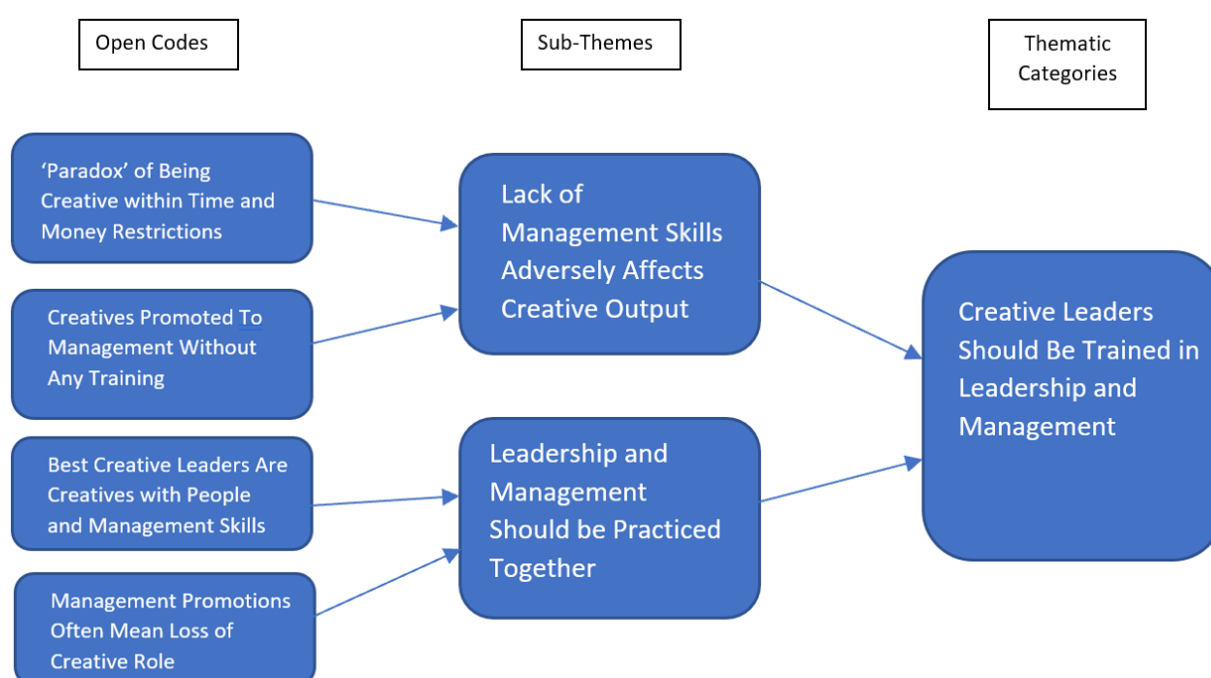 Open Codes
Sub-Themes
Thematic
Categories
‘Paradox’ of Being
Creative within Time and
Money Restrictions
Creatives Promoted To
Management Without
Any Training
Best Creative Leaders Are
Creatives with People
and Management Skills
Management Promotions
Often Mean Loss of
Creative Role
Lack of
Management Skills
Adversely Affects
Creative Output
Leadership and
Management
Should be Practiced
Together
Creative Leaders
Should Be Trained in
Leadership and
Management